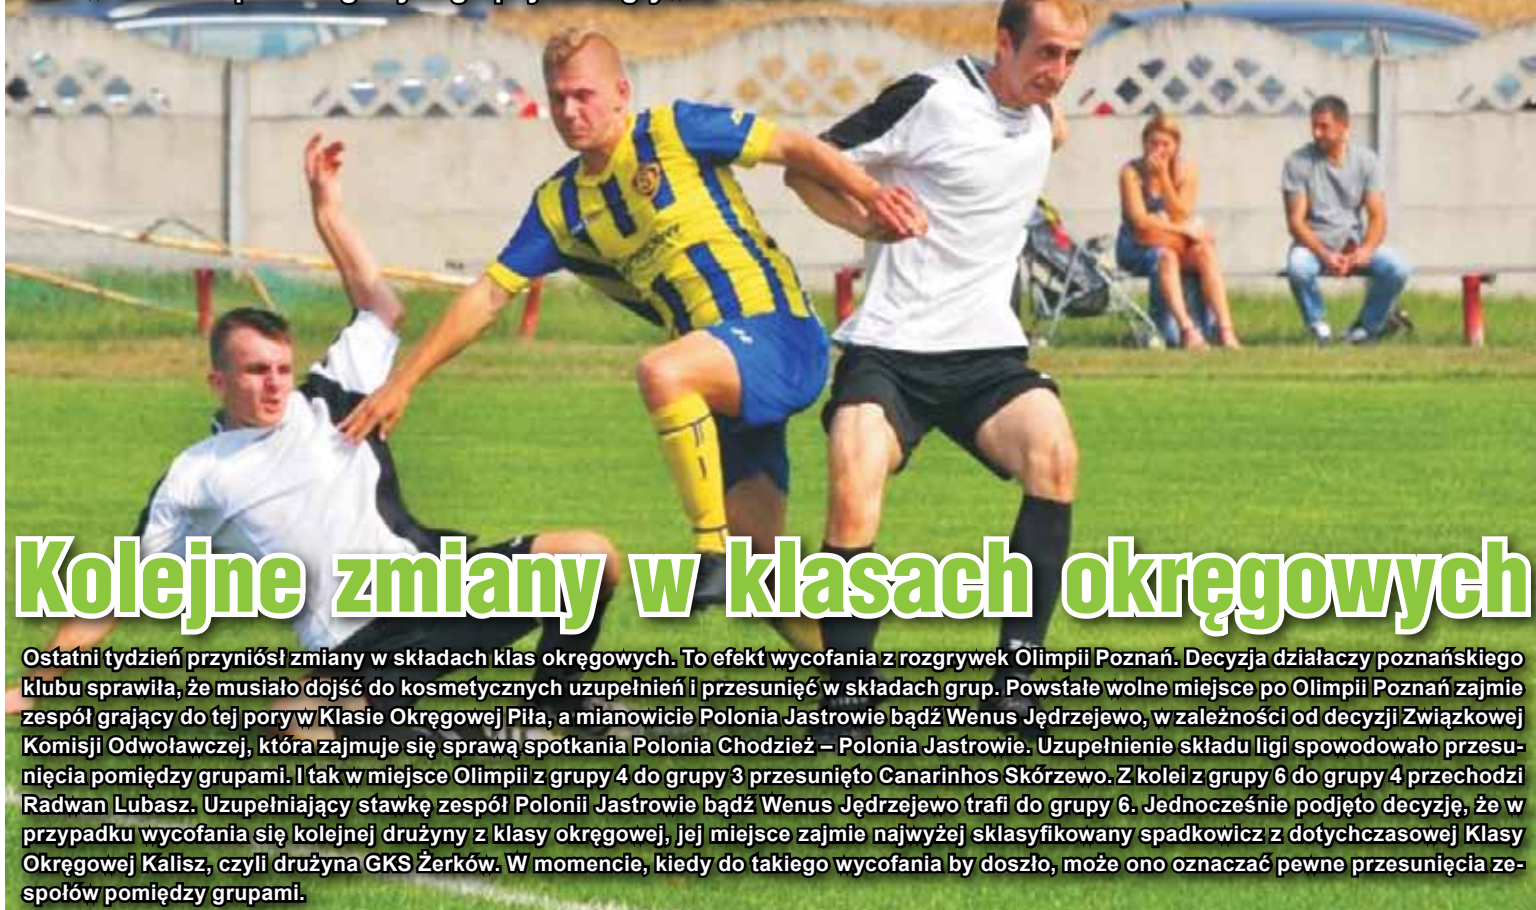 Kolejne zmiany w klasach okręgowych
Ostatni tydzień przyniósł zmiany w składach klas okręgowych. To efekt wycofania z rozgrywek Olimpii Poznań. Decyzja działaczy poznańskiego
klubu sprawiła, że musiało dojść do kosmetycznych uzupełnień i przesunięć w składach grup. Powstałe wolne miejsce po Olimpii Poznań zajmie
zespół grający do tej pory w Klasie Okręgowej Piła, a mianowicie Polonia Jastrowie bądź Wenus Jędrzejewo, w zależności od decyzji Związkowej
Komisji Odwoławczej, która zajmuje się sprawą spotkania Polonia Chodzież – Polonia Jastrowie. Uzupełnienie składu ligi spowodowało przesu-
nięcia pomiędzy grupami. I tak w miejsce Olimpii z grupy 4 do grupy 3 przesunięto Canarinhos Skórzewo. Z kolei z grupy 6 do grupy 4 przechodzi
Radwan Lubasz. Uzupełniający stawkę zespół Polonii Jastrowie bądź Wenus Jędrzejewo trafi do grupy 6. Jednocześnie podjęto decyzję, że w
przypadku wycofania się kolejnej drużyny z klasy okręgowej, jej miejsce zajmie najwyżej sklasyfikowany spadkowicz z dotychczasowej Klasy
Okręgowej Kalisz, czyli drużyna GKS Żerków. W momencie, kiedy do takiego wycofania by doszło, może ono oznaczać pewne przesunięcia ze-
społów pomiędzy grupami.